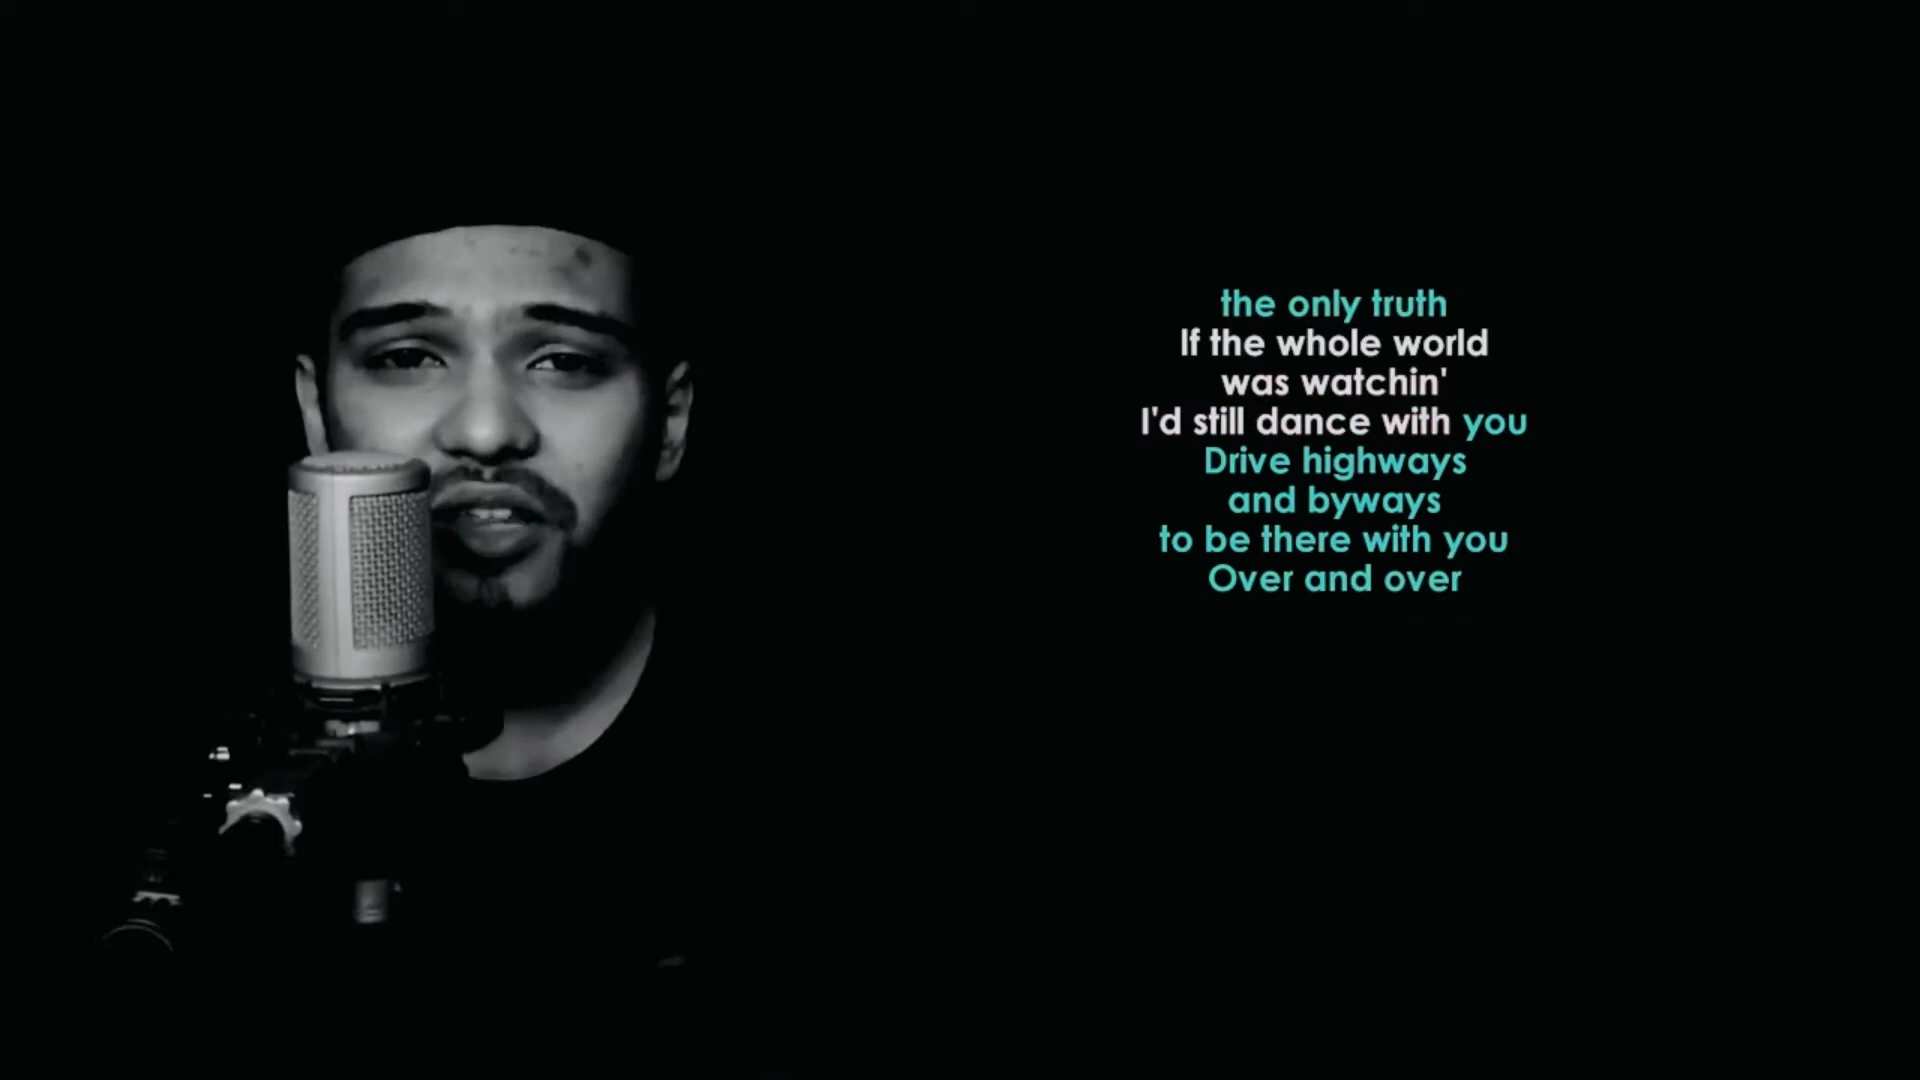 the only truth
If the whole world
was watchin'
I'd still dance with you
Drive highways
and byways
to be there with you
Over and over